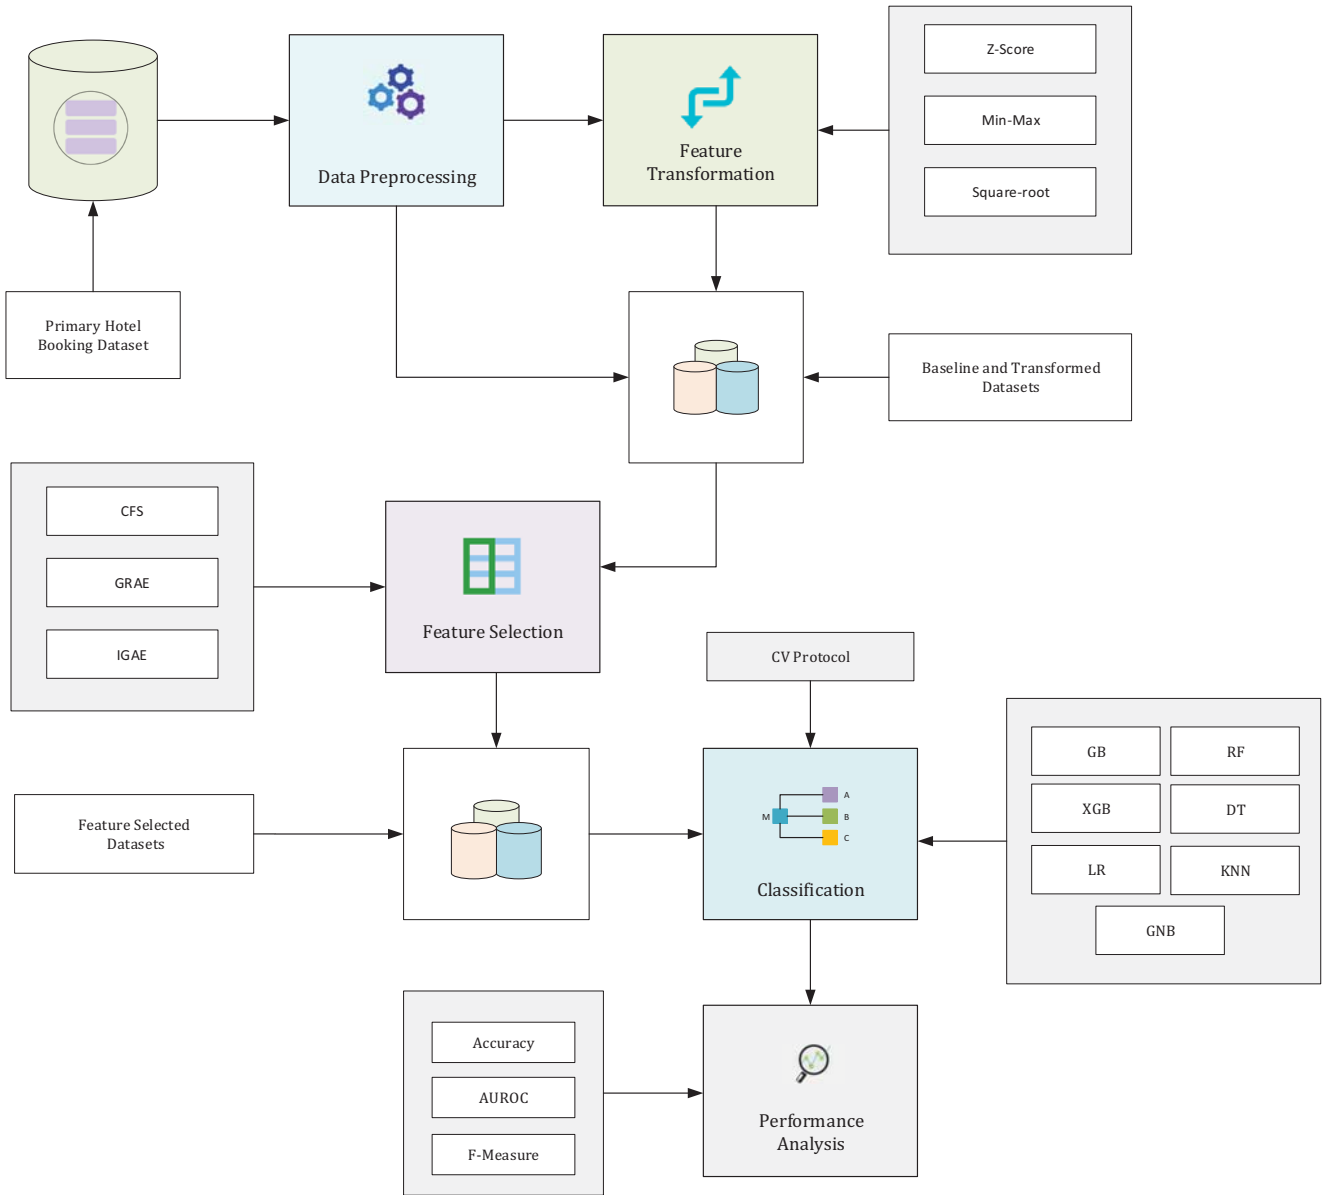 Z-Score
Min-Max
Square-root
Data Preprocessing
Feature
Transformation
Primary Hotel
Booking Dataset
Baseline and Transformed
Datasets
CFS
GRAE
IGAE
Feature Selection
CV Protocol
GB
RF
XGB
DT
LR
KNN
GNB
Feature Selected
Datasets
M
A
B
C
Classification
Accuracy
AUROC
F-Measure
Performance
Analysis